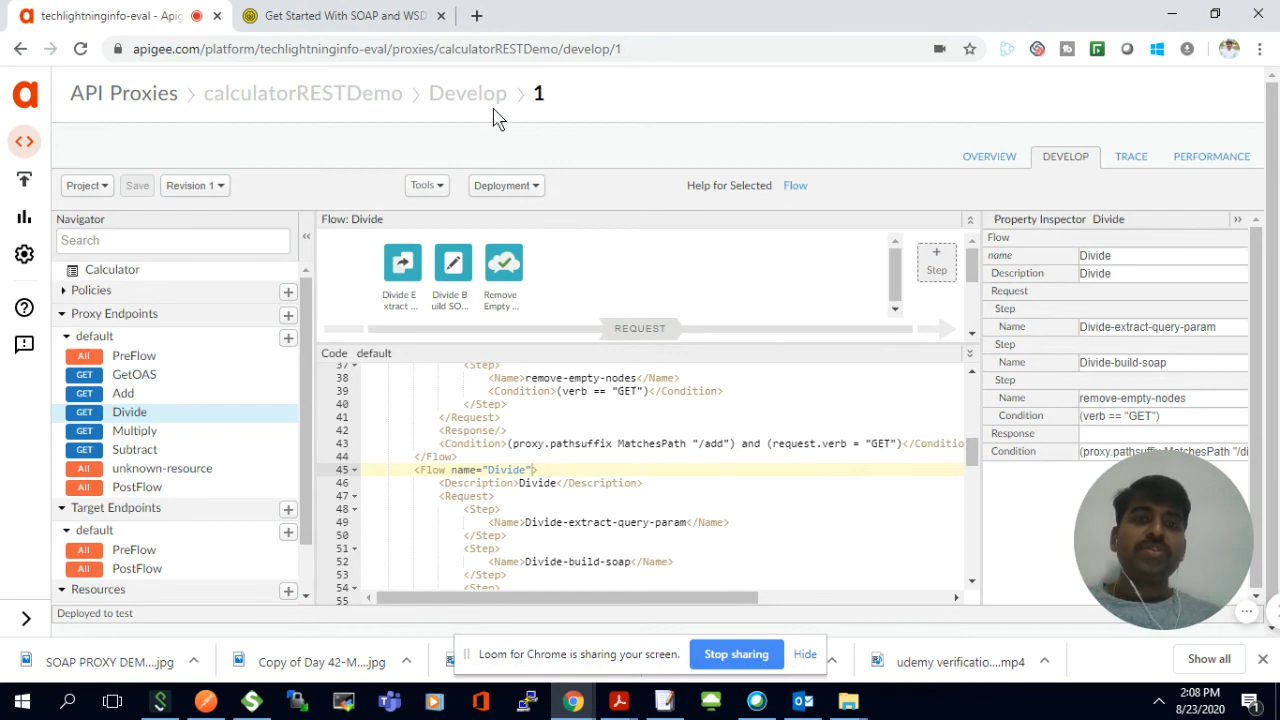 techlightninginfo-eval - Apig
Get Started With SOAP and WSD
apigee.com/platform/techlightninginfo-eval/proxies/calculatorRESTDemo/develop/1
API Proxies
calculatorRESTDemo
Develop
1
OVERVIEW
DEVELOP
TRACE
PERFORMANCE
Project
Save
Revision 1
Tools
Deployment
Help for Selected Flow
Navigator
Search
Calculator
Policies
Proxy Endpoints
default
All PreFlow
GET GetOAS
GET Add
GET Divide
GET Multiply
GET Subtract
All unknown-resource
All PostFlow
Target Endpoints
default
All PreFlow
All PostFlow
Resources
Deployed to test
Flow: Divide
Divide E
xtract ...
Divide B
uild SO...
Remove
Empty ...
+
Step
REQUEST
Code default
37 <Step>
38 <Name>remove-empty-nodes</Name>
39 <Condition>(verb == "GET")</Condition>
40 </Step>
41 </Request>
42 <Response/>
43 <Condition>(proxy.pathsuffix MatchesPath "/add") and (request.verb = "GET")</Conditio
44 </Flow>
45 <Flow name="Divide">
46 <Description>Divide</Description>
47 <Request>
48 <Step>
49 <Name>Divide-extract-query-param</Name>
50 </Step>
51 <Step>
52 <Name>Divide-build-soap</Name>
53 </Step>
54 <Step>
55
Property Inspector Divide
Flow
name Divide
Description Divide
Request
Step
Name Divide-extract-query-param
Step
Name Divide-build-soap
Step
Name remove-empty-nodes
Condition (verb == "GET")
Response
Condition (proxy.pathsuffix MatchesPath "/di
Loom for Chrome is sharing your screen.
Stop sharing
Hide
SOAP PROXY DEM....jpg
Copy of Day 42-M....jpg
udemy verificatio....mp4
Show all
2:08 PM
8/23/2020